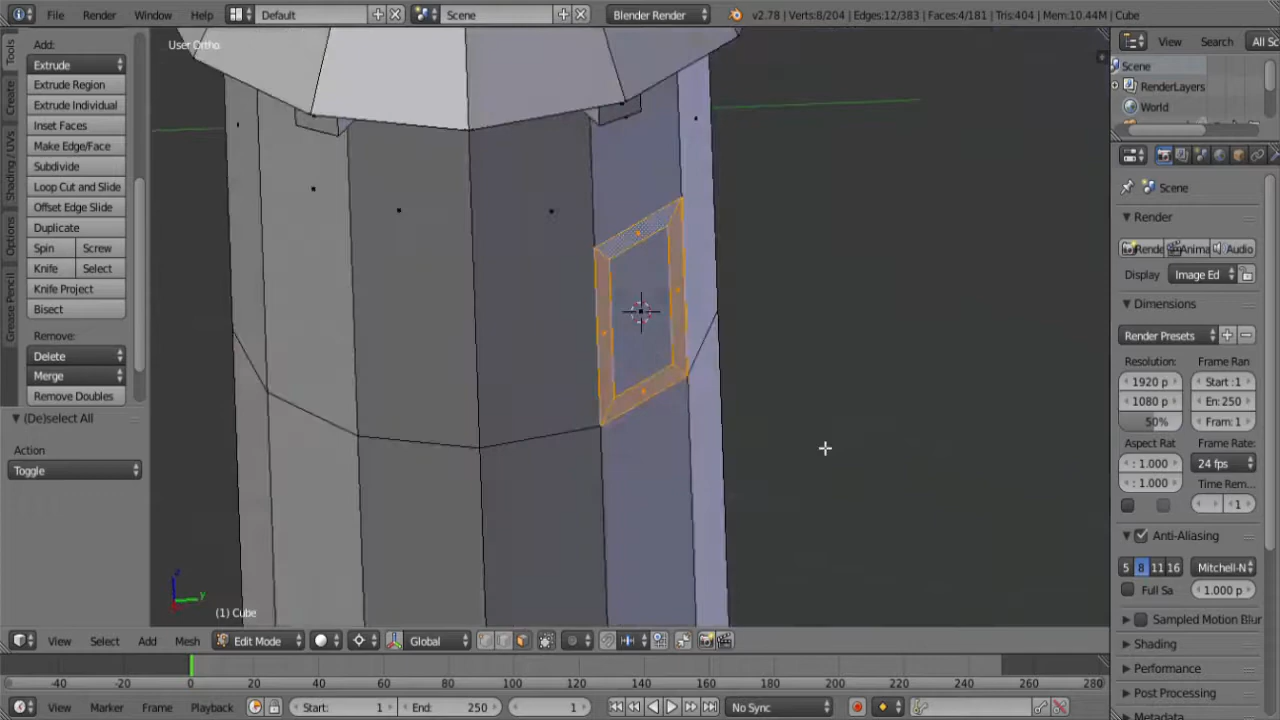 File Render Window Help Default Scene Blender Render v2.78 | Verts:8/204 | Edges:12/383 | Faces:4/181 | Tris:404 | Mem:10.44M | Cube
Tools
Create
Shading / UVs
Options
Grease Pencil
Add:
Extrude
Extrude Region
Extrude Individual
Inset Faces
Make Edge/Face
Subdivide
Loop Cut and Slide
Offset Edge Slide
Duplicate
Spin Screw
Knife Select
Knife Project
Bisect
Remove:
Delete
Merge
Remove Doubles
(De)select All
Action
Toggle
User Ortho
z
y
(1) Cube
View Search All Sc
Scene
RenderLayers
World
Scene
Render
Rende Anima Audio
Display Image Ed
Dimensions
Render Presets
Resolution: Frame Ran
1920 p Start :1
1080 p En: 250
50% Fram: 1
Aspect Rat Frame Rate:
: 1.000 24 fps
: 1.000 Time Rem...
: 1
Anti-Aliasing
5 8 11 16 Mitchell-N
Full Sa 1.000 p
Sampled Motion Blur
Shading
Performance
Post Processing
Metadata
View Select Add Mesh Edit Mode Global
-40 -20 0 20 40 60 80 100 120 140 160 180 200 220 240 260 280
View Marker Frame Playback Start: 1 End: 250 1 No Sync